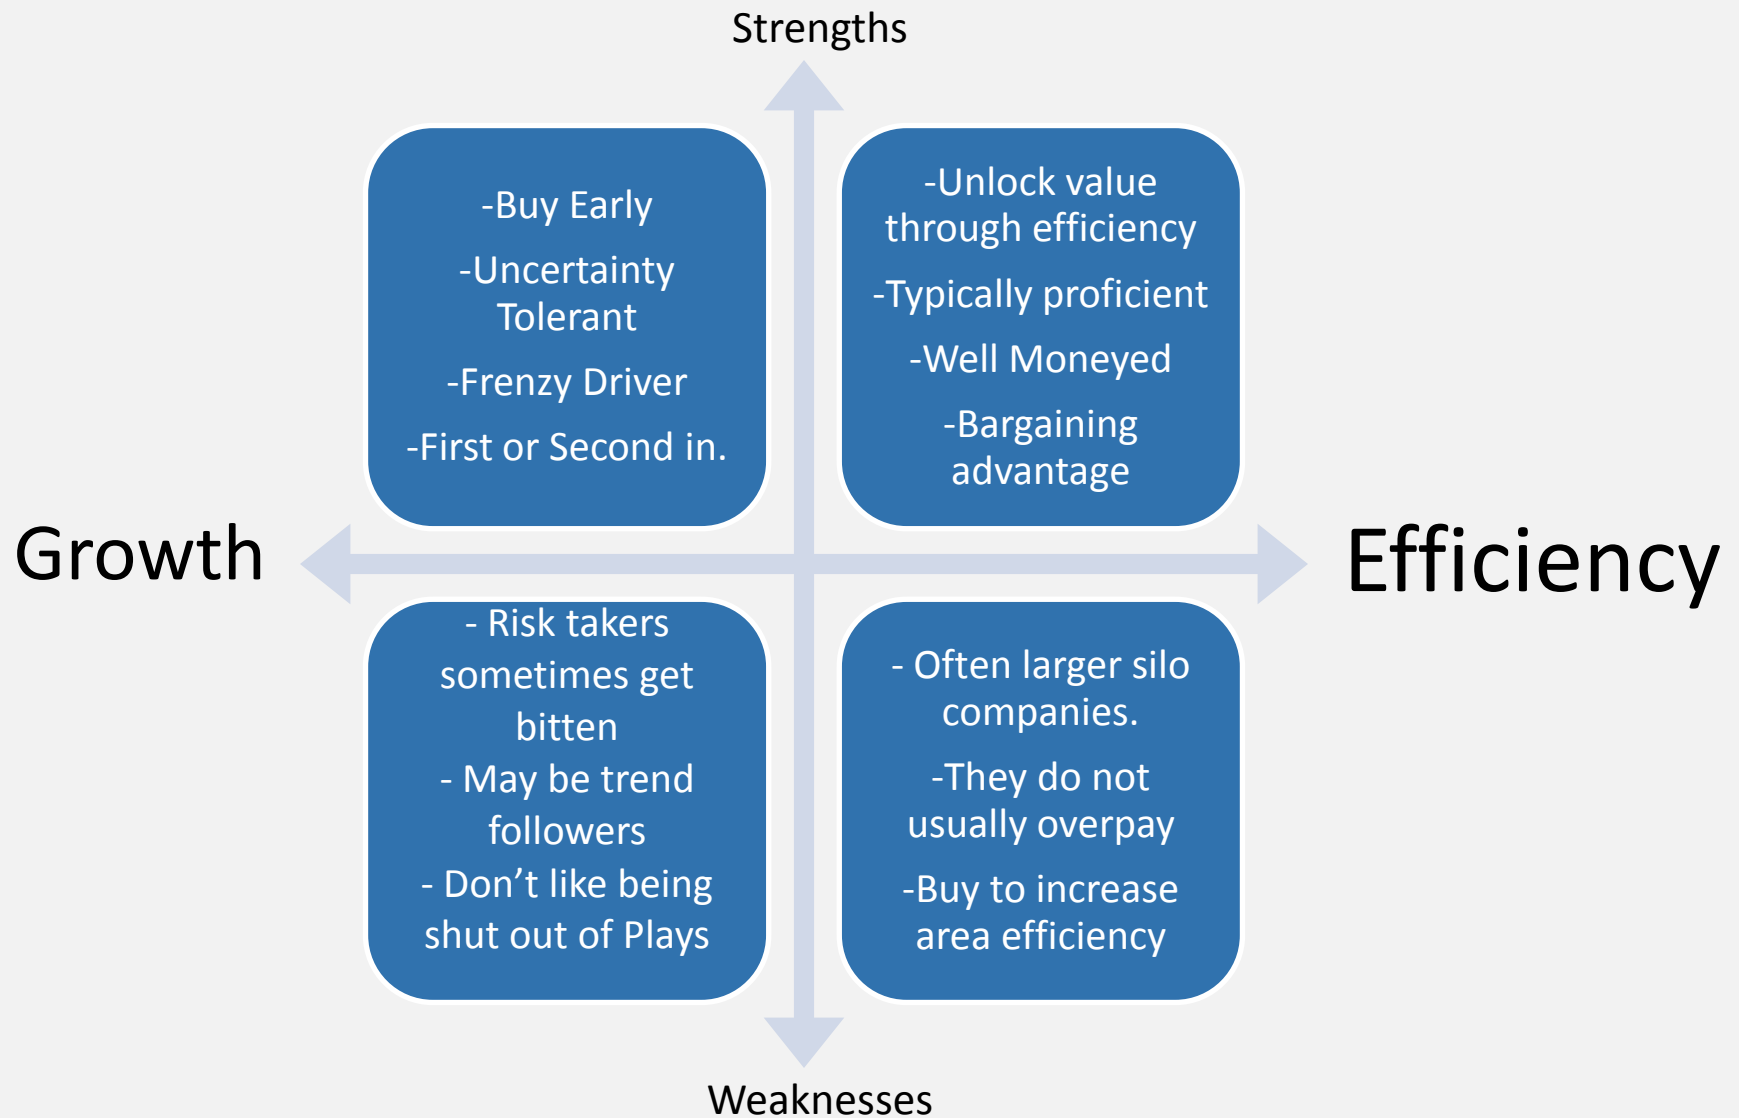 Strengths
-Buy Early
-Uncertainty
Tolerant
-Frenzy Driver
-First or Second in.
-Unlock value
through efficiency
-Typically proficient
-Well Moneyed
-Bargaining
advantage
Growth
Efficiency
- Risk takers
sometimes get
bitten
- May be trend
followers
- Don’t like being
shut out of Plays
- Often larger silo
companies.
-They do not
usually overpay
-Buy to increase
area efficiency
Weaknesses